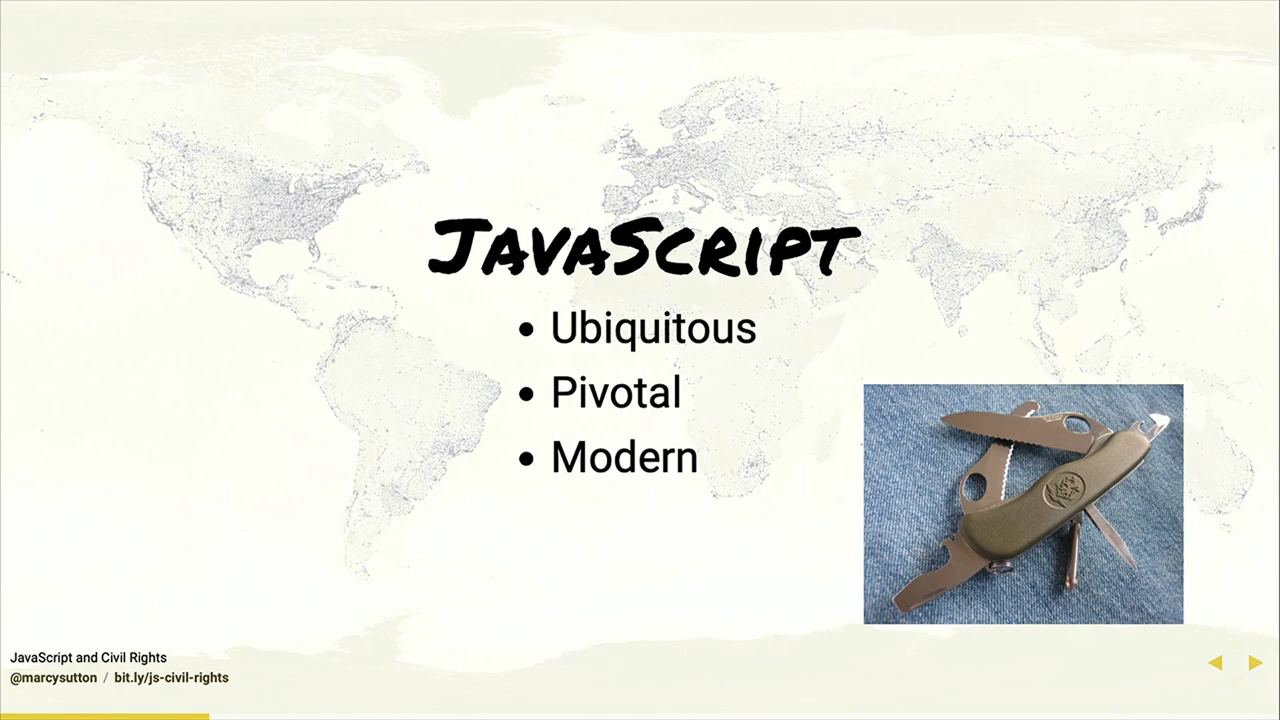 JavaScript
Ubiquitous
Pivotal
Modern
JavaScript and Civil Rights
@marcysutton / bit.ly/js-civil-rights